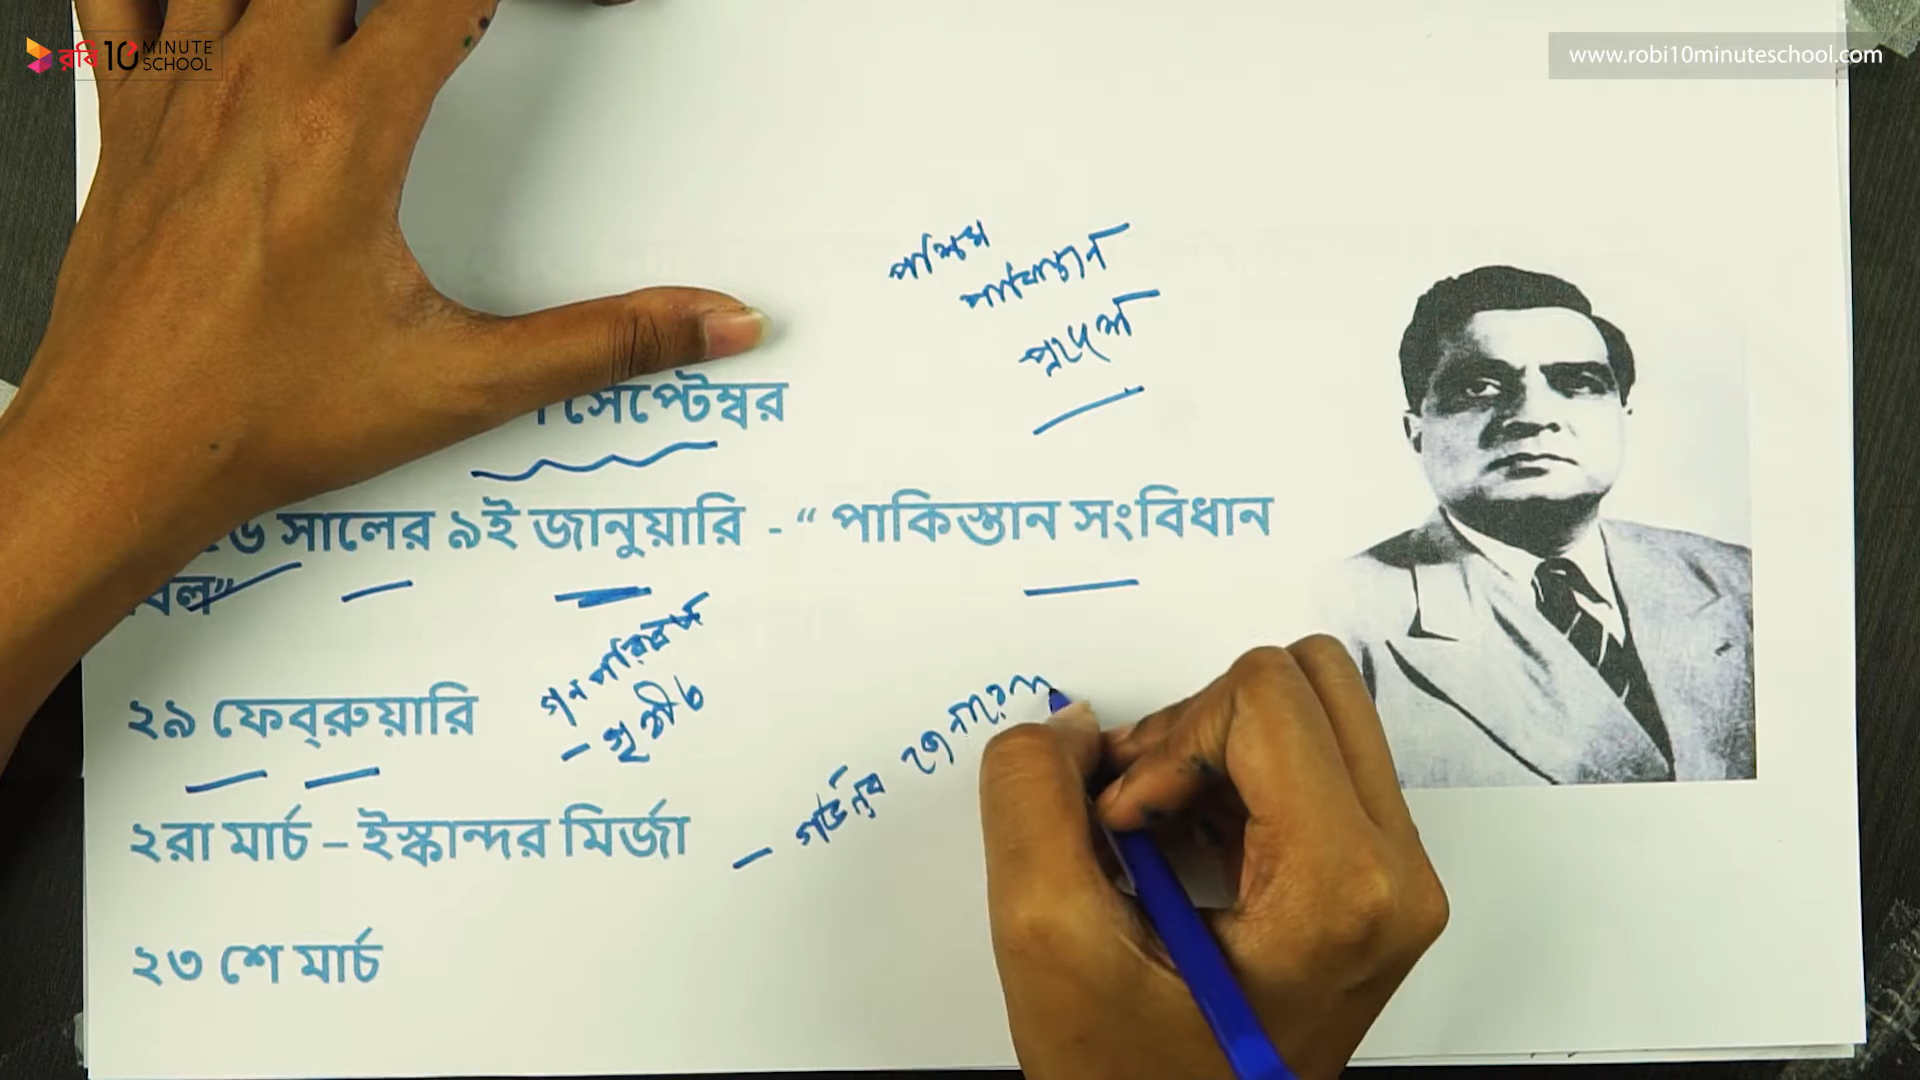 রবি 10 MINUTE SCHOOL
www.robi10minuteschool.com
পশ্চিম
পাকিস্তান
প্রদেশ
সেপ্টেম্বর
সালের ৯ই জানুয়ারি - “ পাকিস্তান সংবিধান
বিল”
গনপরিষদ
২৯ ফেব্রুয়ারি
- গৃহীত
- গভর্নর জেনারেল
২রা মার্চ – ইস্কান্দর মির্জা
২৩ শে মার্চ